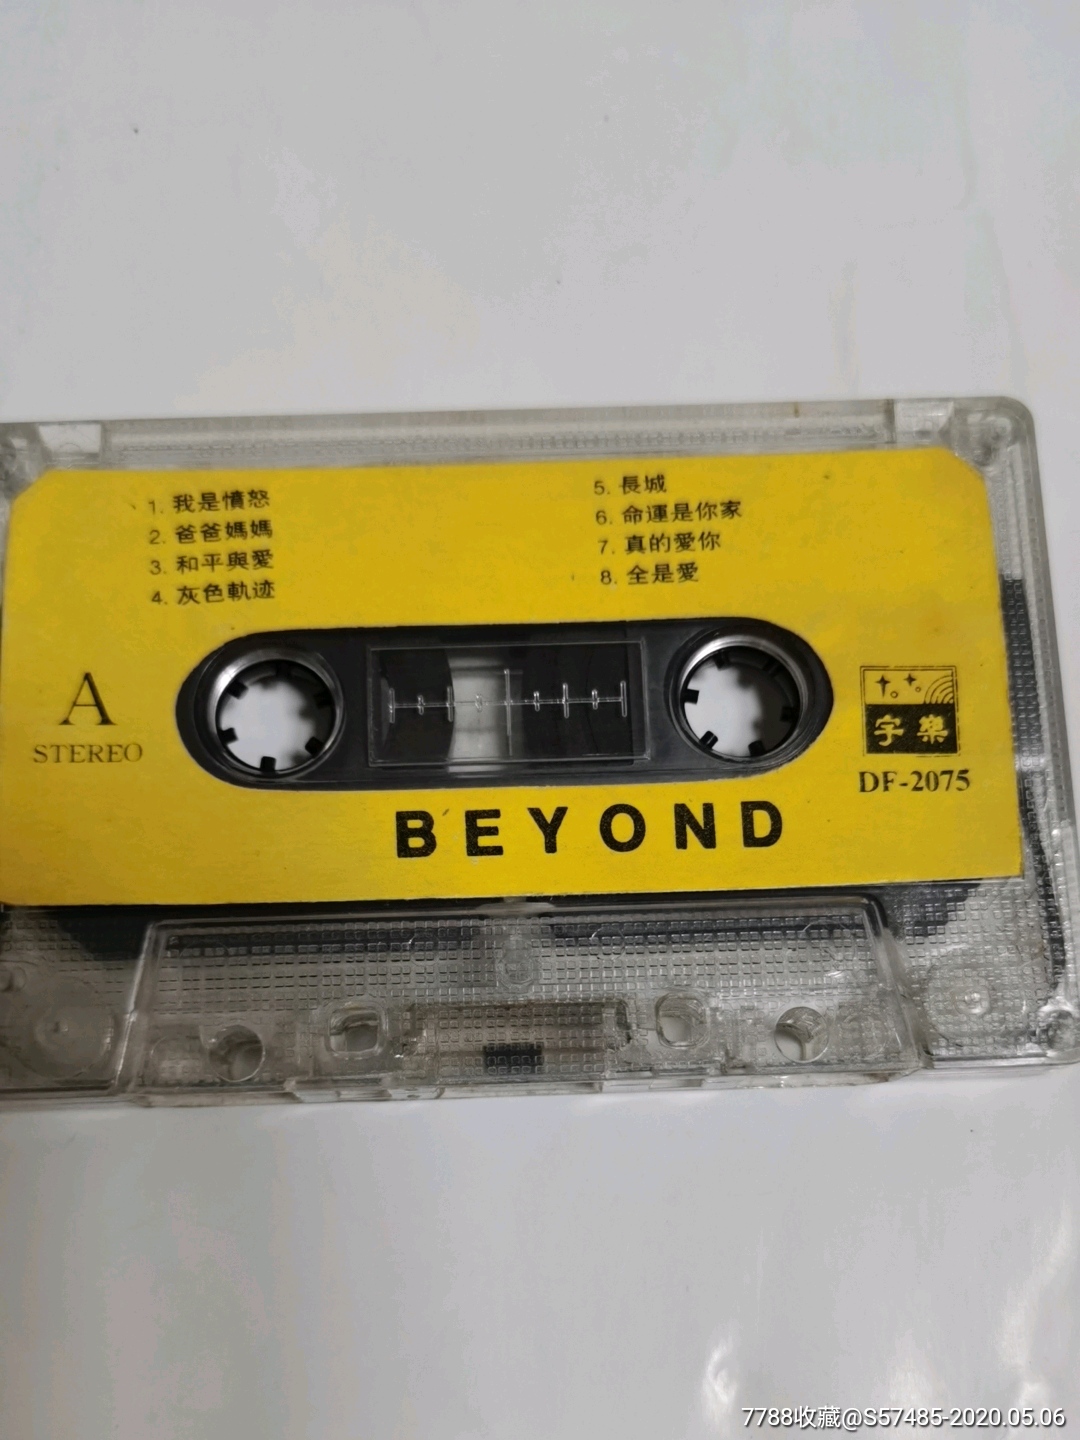 1. 我是憤怒
2. 爸爸媽媽
3. 和平與愛
4. 灰色軌迹
5. 長城
6. 命運是你家
7. 真的愛你
8. 全是愛
A
STEREO
字樂
DF-2075
BEYOND
7788收藏@S57485-2020.05.06